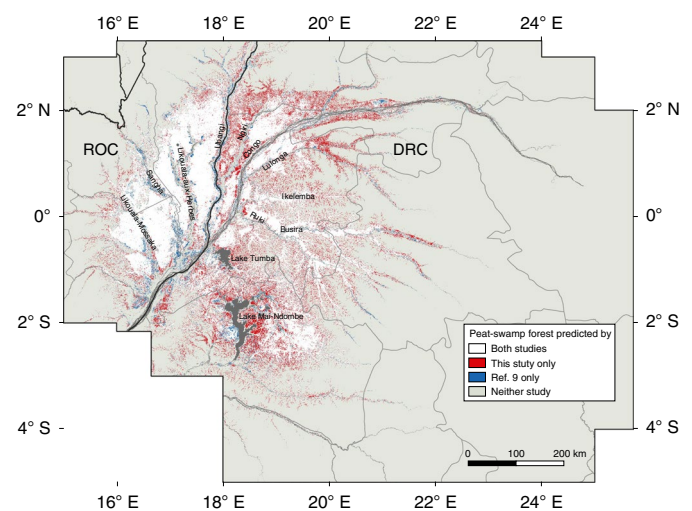 16° E 18° E 20° E 22° E 24° E
2° N 2° N
ROC
DRC
Ubangi
Ngiri
Congo
Likouala-aux-Herbes
Lulonga
Sangha
Ikelemba
0° 0°
Likouala-Mossaka
Ruki
Busira
Lake Tumba
Lake Mai-Ndombe
2° S 2° S
Peat-swamp forest predicted by
Both studies
This stuty only
Ref. 9 only
Neither study
4° S 4° S
0 100 200 km
16° E 18° E 20° E 22° E 24° E